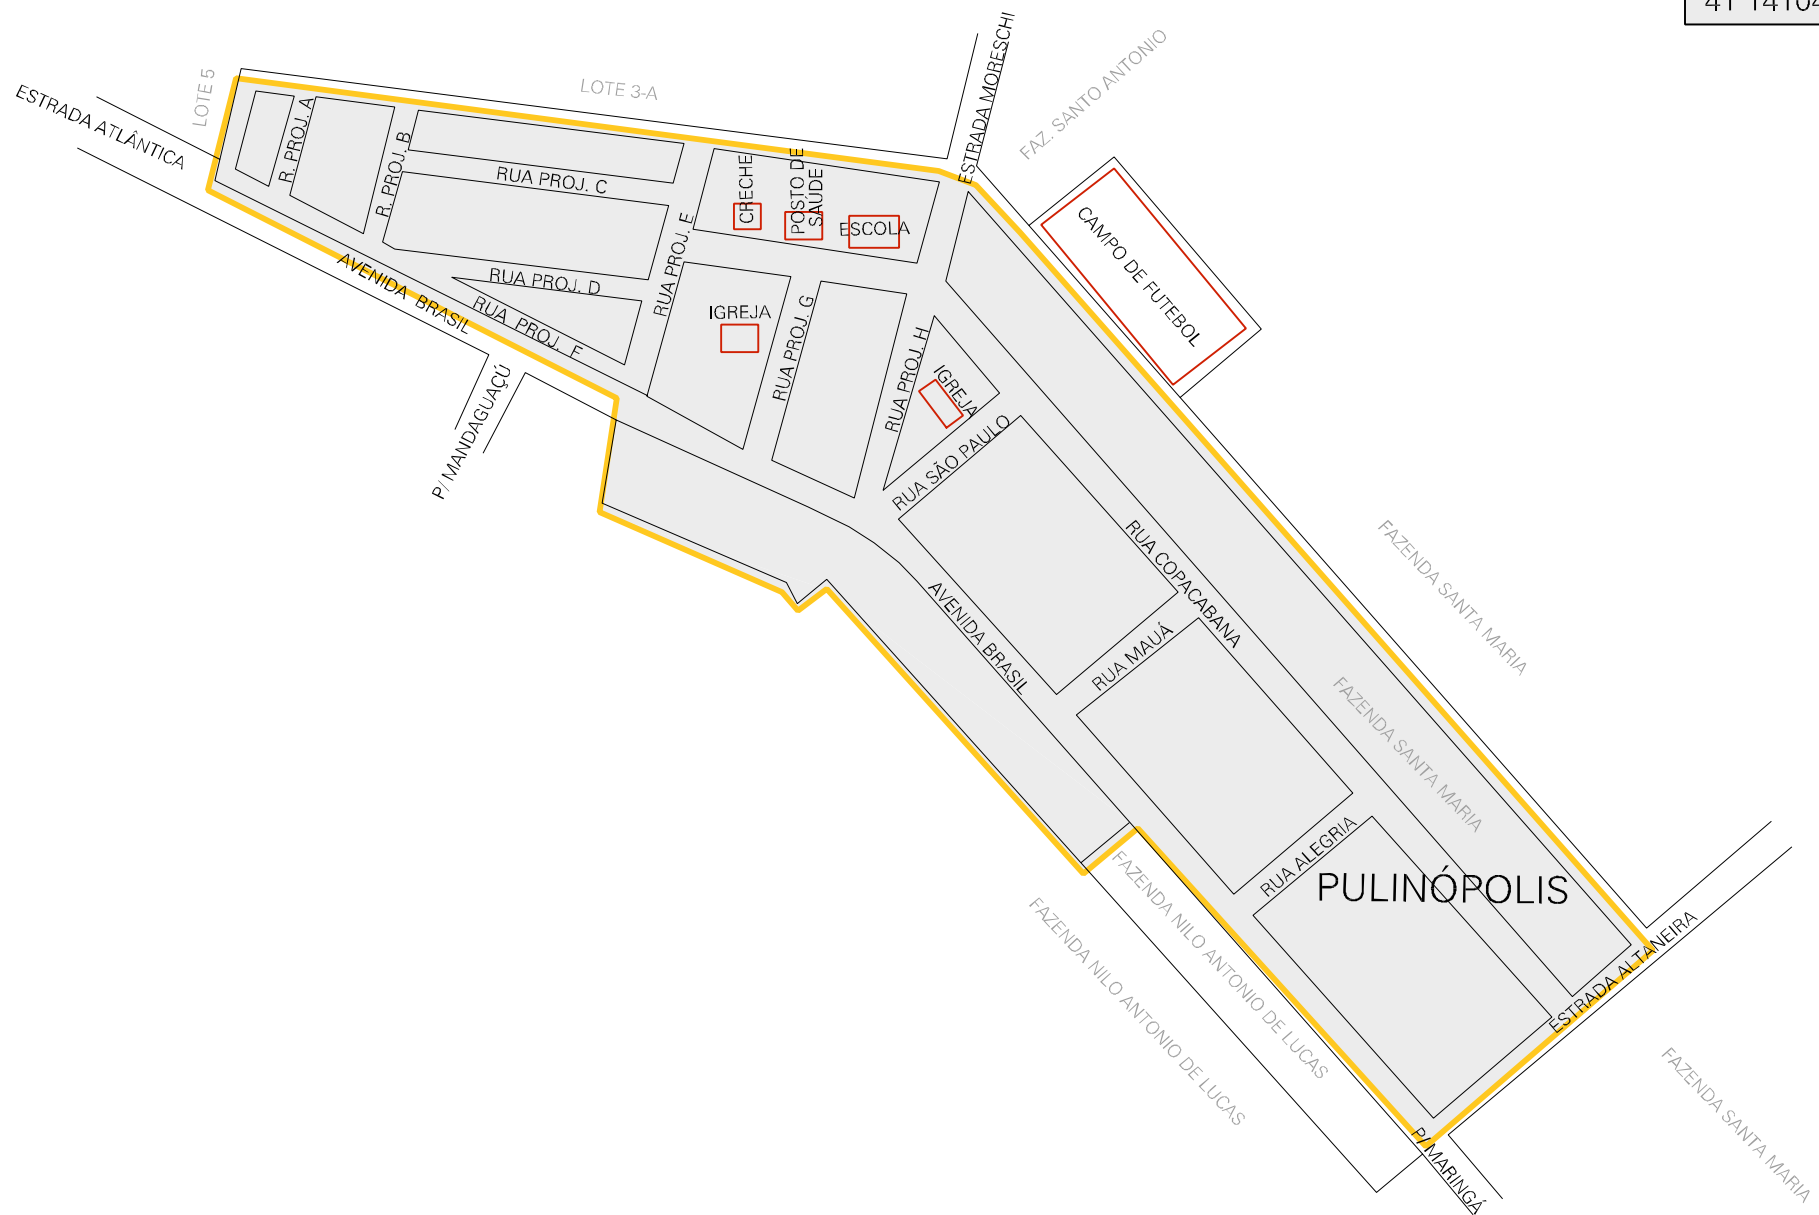 ESTRADA MORESCHI
FAZ. SANTO ANTONIO
LOTE 5
LOTE 3-A
ESTRADA ATLÂNTICA
R. PROJ. A
R. PROJ. B
RUA PROJ. C
CRECHE
POSTO DE
SAÚDE
ESCOLA
CAMPO DE FUTEBOL
RUA PROJ. E
RUA PROJ. D
AVENIDA BRASIL
RUA PROJ. F
IGREJA
RUA PROJ. G
RUA PROJ. H
IGREJA
P/ MANDAGUAÇÚ
RUA SÃO PAULO
RUA COPACABANA
FAZENDA SANTA MARIA
AVENIDA BRASIL
RUA MAUÁ
FAZENDA SANTA MARIA
RUA ALEGRIA
PULINÓPOLIS
FAZENDA NILO ANTONIO DE LUCAS
FAZENDA NILO ANTONIO DE LUCAS
ESTRADA ALTANEIRA
FAZENDA SANTA MARIA
P/ MARINGÁ